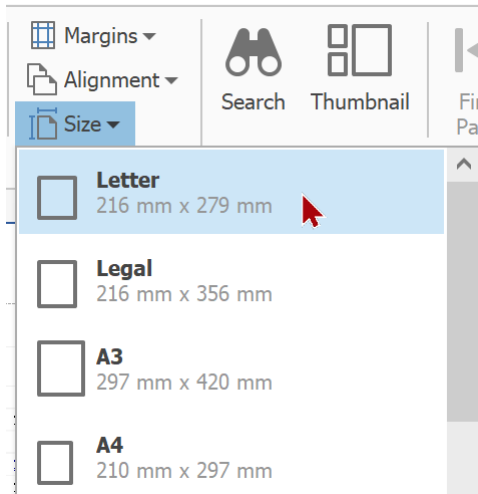 Margins
Alignment
Size
Search
Thumbnail
Letter
216 mm x 279 mm
Legal
216 mm x 356 mm
A3
297 mm x 420 mm
A4
210 mm x 297 mm